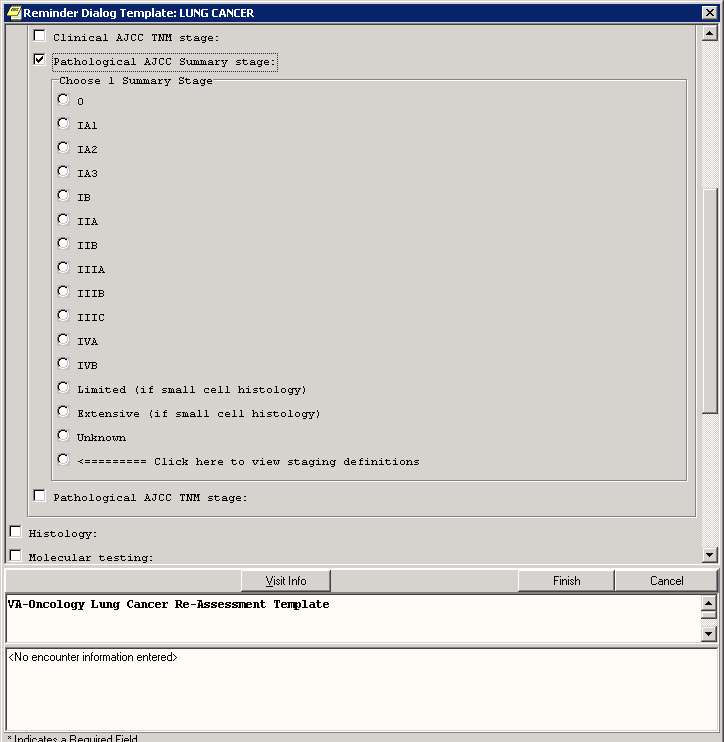 Reminder Dialog Template: LUNG CANCER
Clinical AJCC TNM stage:
Pathological AJCC Summary stage:
Choose 1 Summary Stage
0
IA1
IA2
IA3
IB
IIA
IIB
IIIA
IIIB
IIIC
IVA
IVB
Limited (if small cell histology)
Extensive (if small cell histology)
Unknown
<========= Click here to view staging definitions
Pathological AJCC TNM stage:
Histology:
Molecular testing:
Visit Info
Finish
Cancel
VA-Oncology Lung Cancer Re-Assessment Template
<No encounter information entered>
* Indicates a Required Field